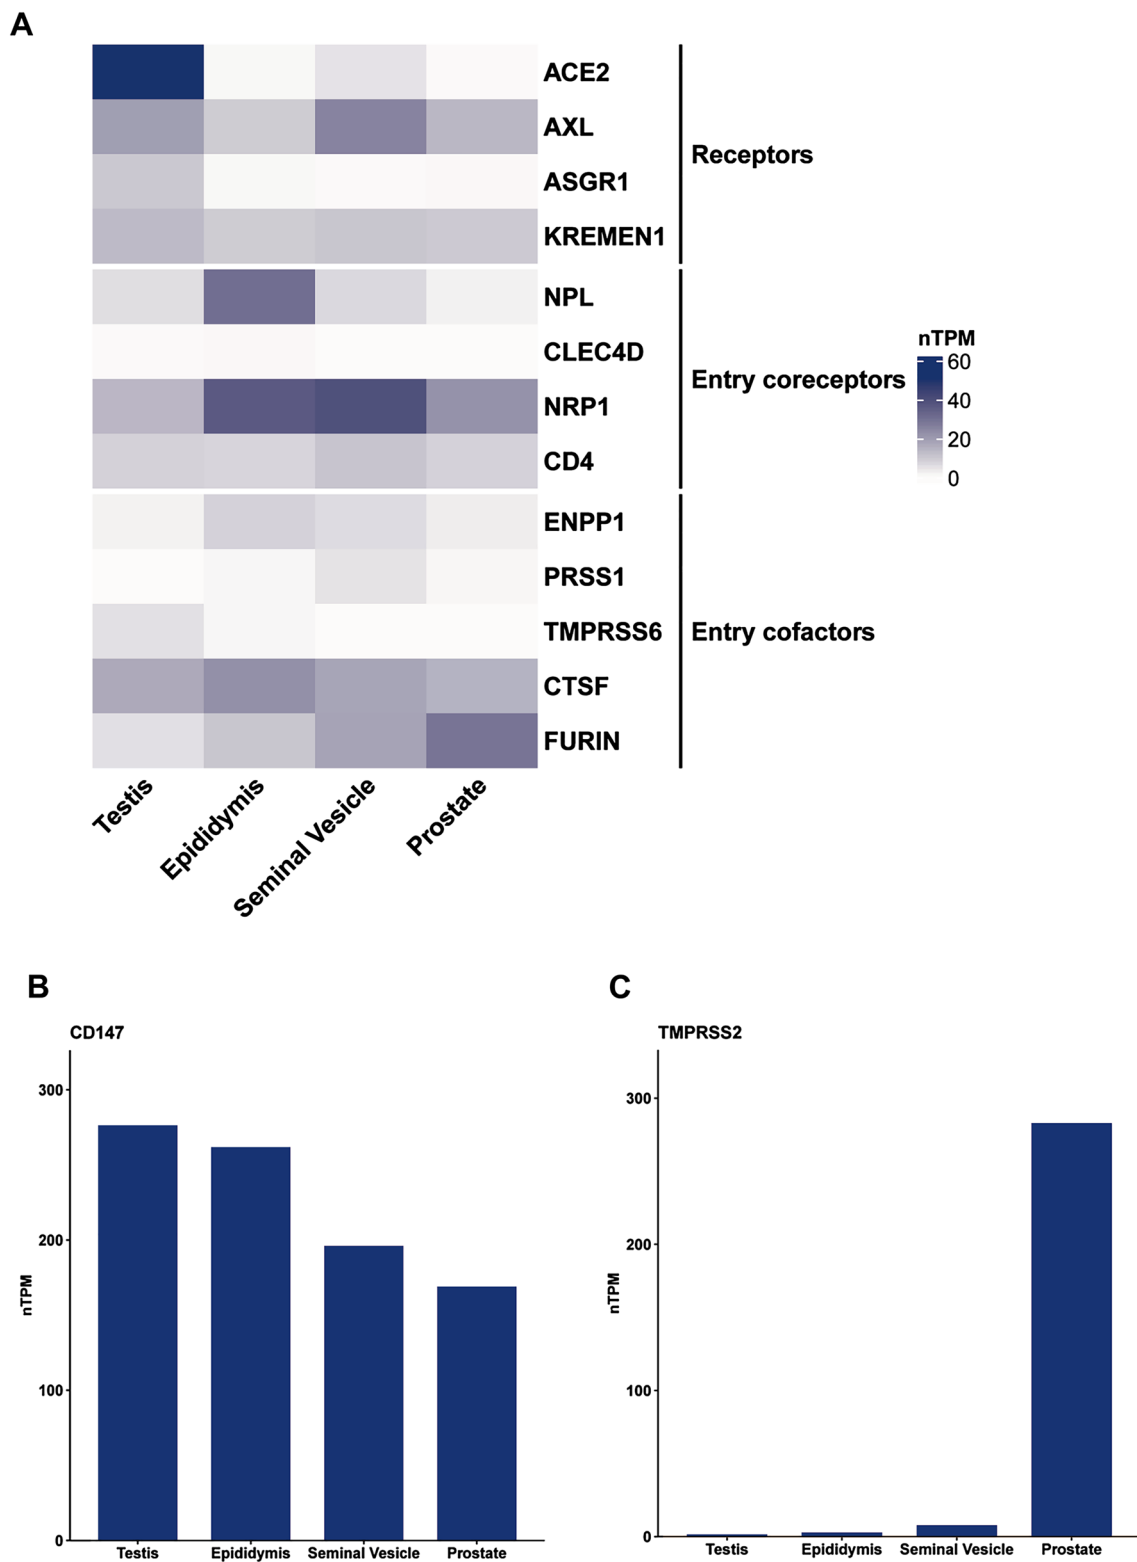 A
ACE2
AXL
Receptors
ASGR1
KREMEN1
NPL
nTPM
CLEC4D
60
Entry coreceptors
40
NRP1
20
CD4
0
ENPP1
PRSS1
TMPRSS6
Entry cofactors
CTSF
FURIN
Testis
Epididymis
Seminal Vesicle
Prostate
B
CD147
300
200
nTPM
100
0
Testis Epididymis Seminal Vesicle Prostate
C
TMPRSS2
300
200
nTPM
100
0
Testis Epididymis Seminal Vesicle Prostate